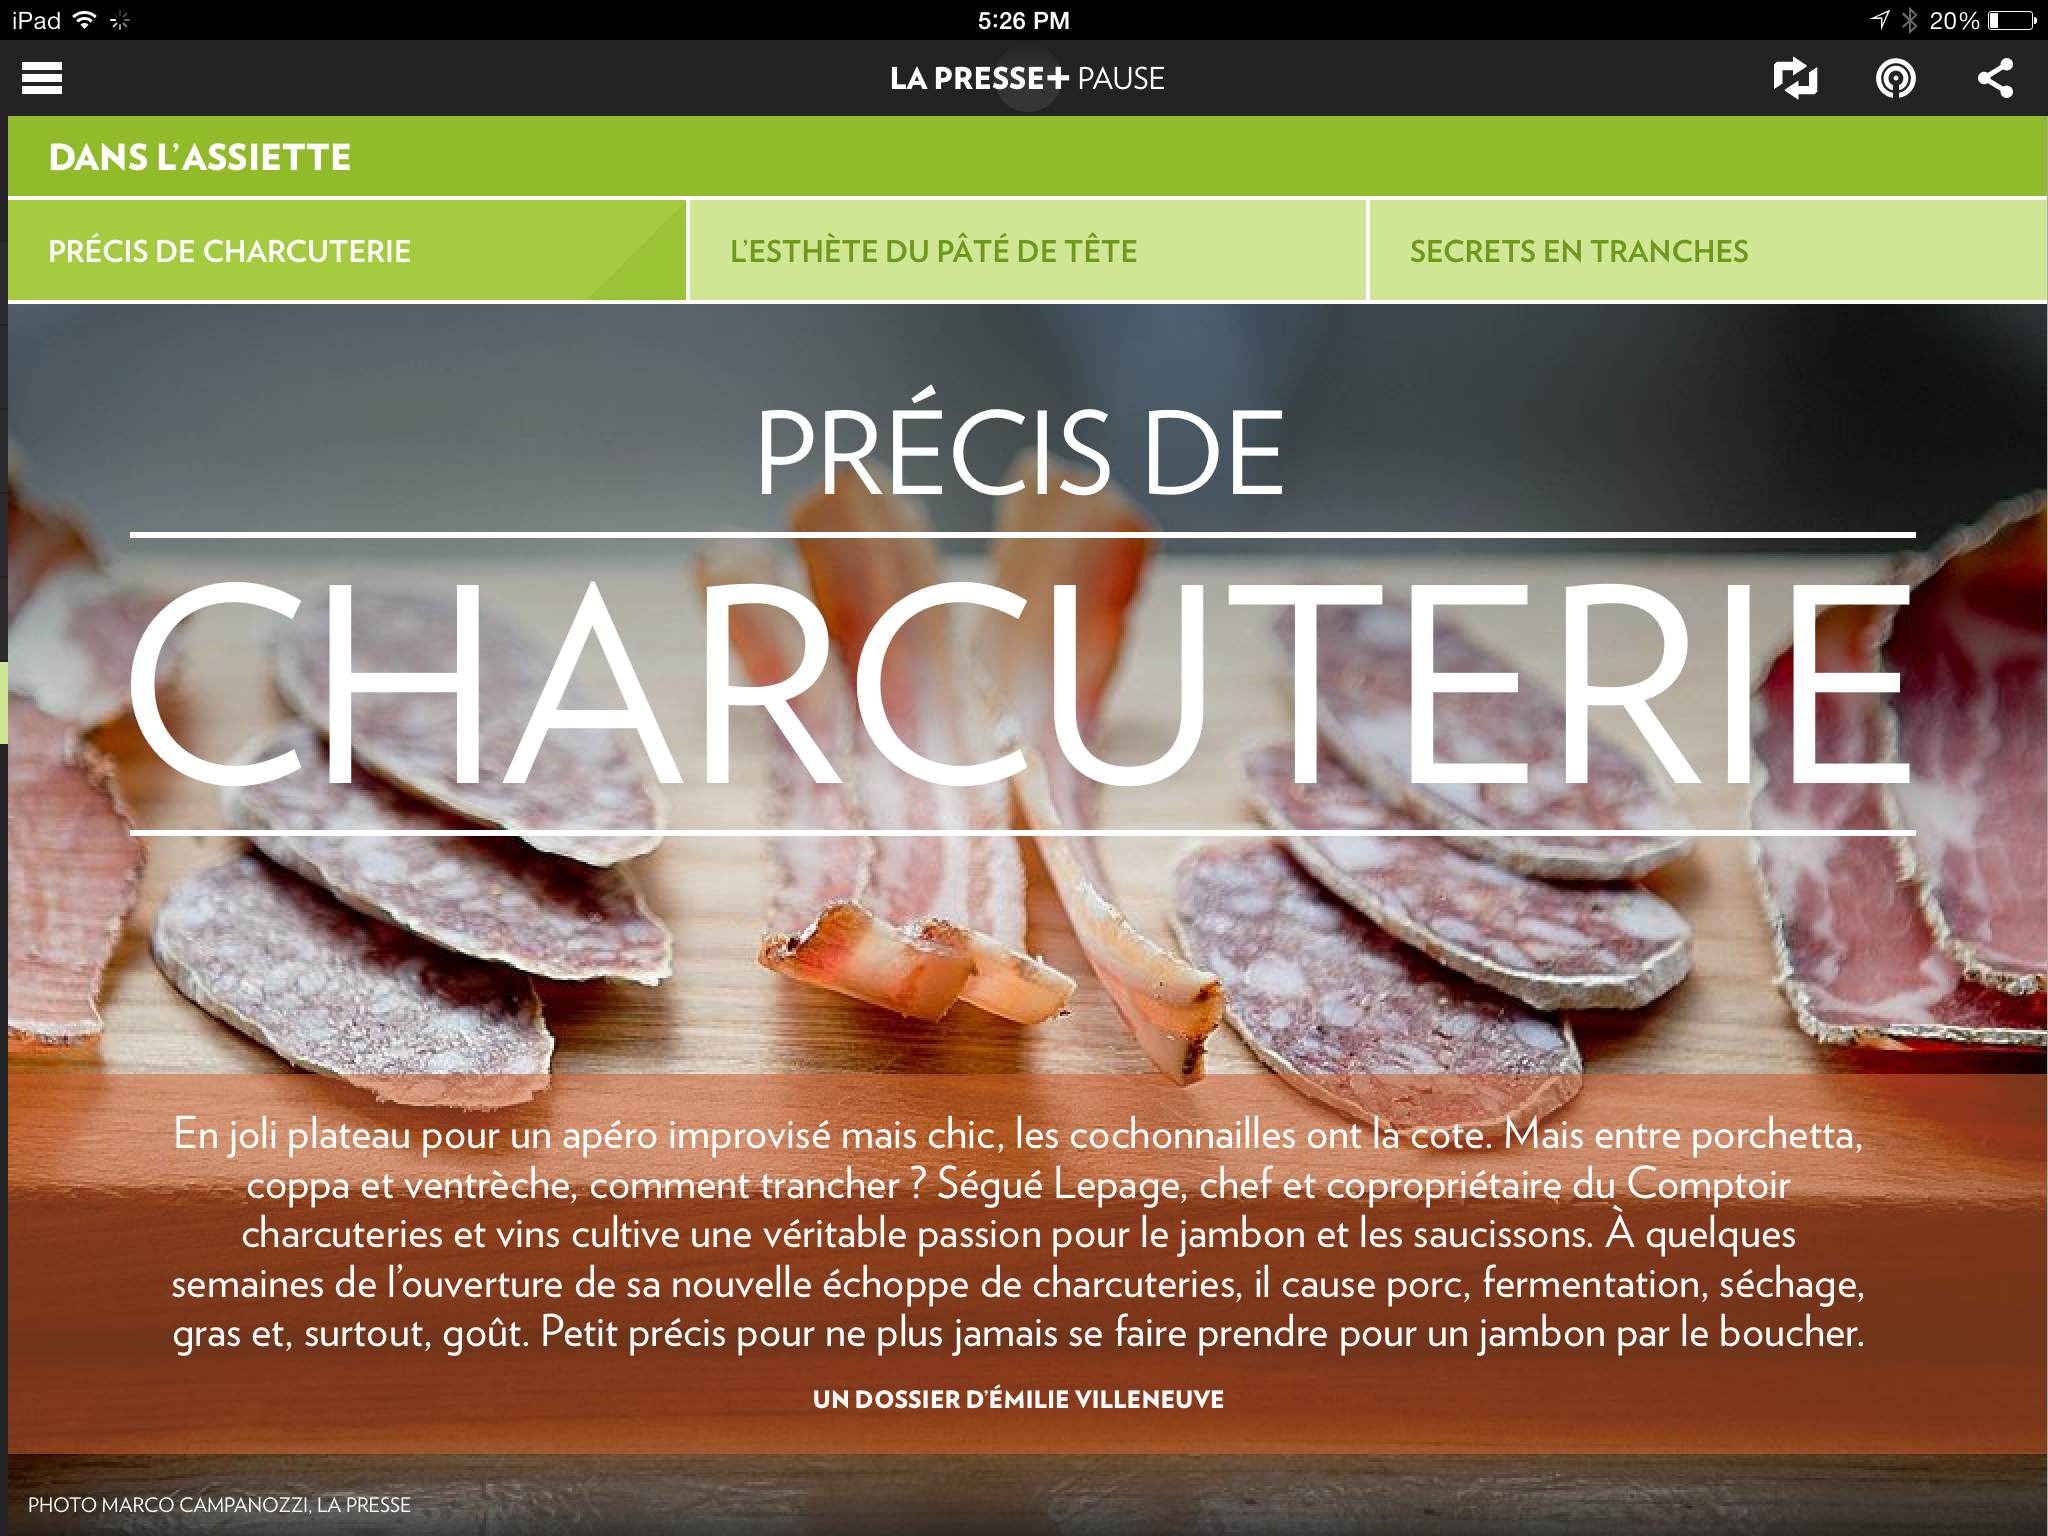 iPad
5:26 PM
20%
LA PRESSE+ PAUSE
DANS L'ASSIETTE
PRÉCIS DE CHARCUTERIE
L'ESTHÈTE DU PÂTÉ DE TÊTE
SECRETS EN TRANCHES
PRÉCIS DE
CHARCUTERIE
En joli plateau pour un apéro improvisé mais chic, les cochonnailles ont la cote. Mais entre porchetta,
coppa et ventrèche, comment trancher ? Ségué Lepage, chef et copropriétaire du Comptoir
charcuteries et vins cultive une véritable passion pour le jambon et les saucissons. À quelques
semaines de l'ouverture de sa nouvelle échoppe de charcuteries, il cause porc, fermentation, séchage,
gras et, surtout, goût. Petit précis pour ne plus jamais se faire prendre pour un jambon par le boucher.
UN DOSSIER D'ÉMILIE VILLENEUVE
PHOTO MARCO CAMPANOZZI, LA PRESSE